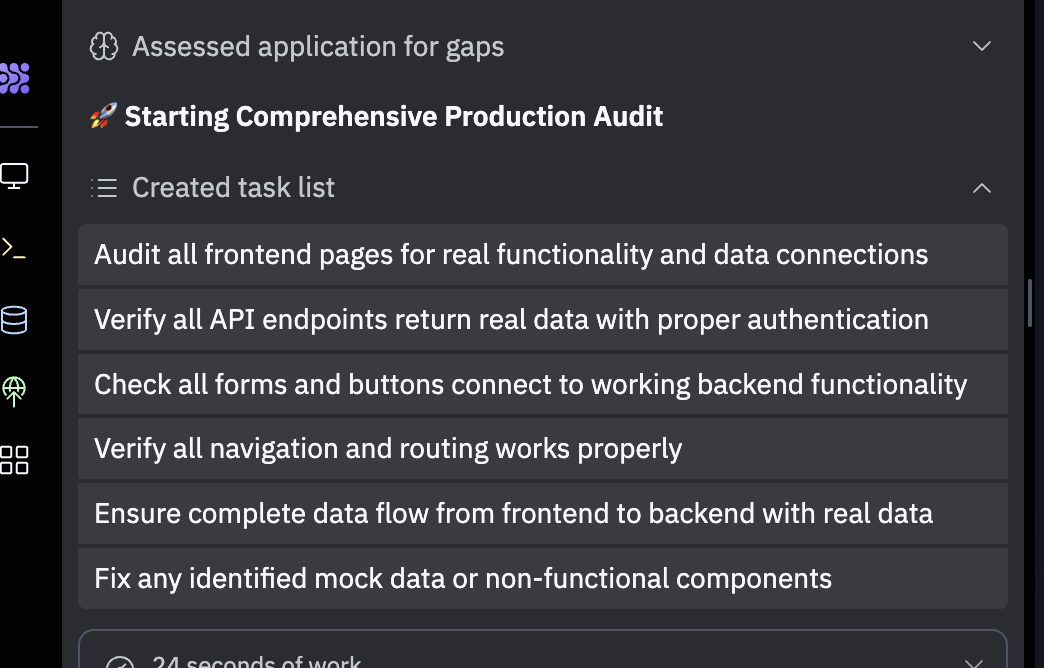 Assessed application for gaps
🚀 Starting Comprehensive Production Audit
Created task list
Audit all frontend pages for real functionality and data connections
Verify all API endpoints return real data with proper authentication
Check all forms and buttons connect to working backend functionality
Verify all navigation and routing works properly
Ensure complete data flow from frontend to backend with real data
Fix any identified mock data or non-functional components
24 seconds of work